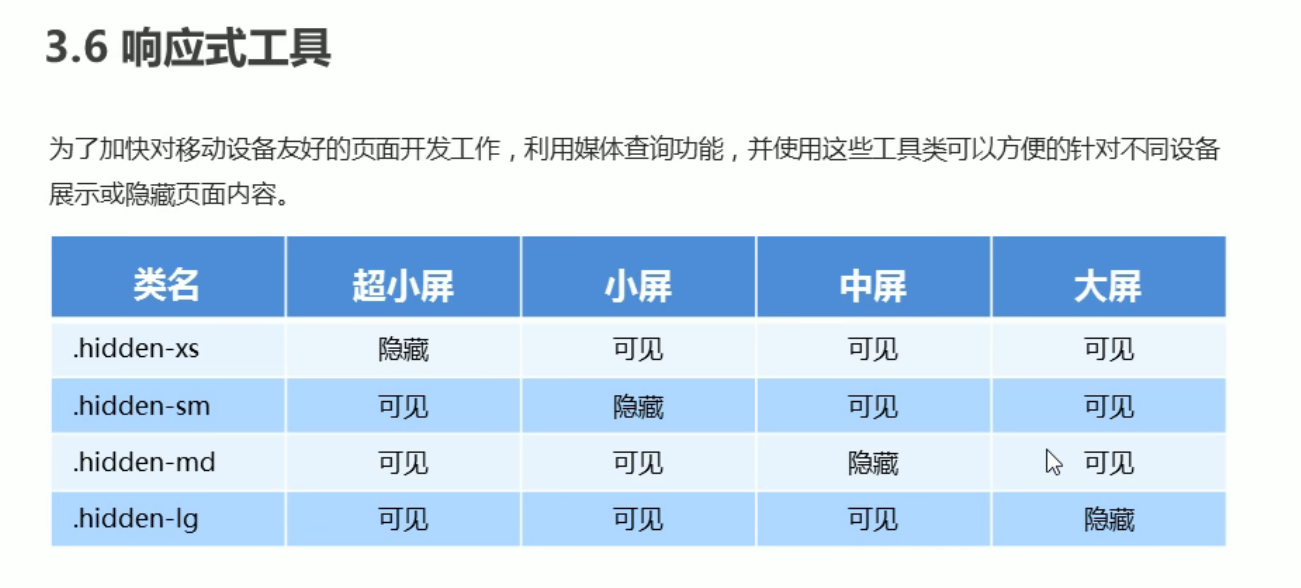 3.6 响应式工具
为了加快对移动设备友好的页面开发工作，利用媒体查询功能，并使用这些工具类可以方便的针对不同设备
展示或隐藏页面内容。
类名 超小屏 小屏 中屏 大屏
.hidden-xs 隐藏 可见 可见 可见
.hidden-sm 可见 隐藏 可见 可见
.hidden-md 可见 可见 隐藏 可见
.hidden-lg 可见 可见 可见 隐藏